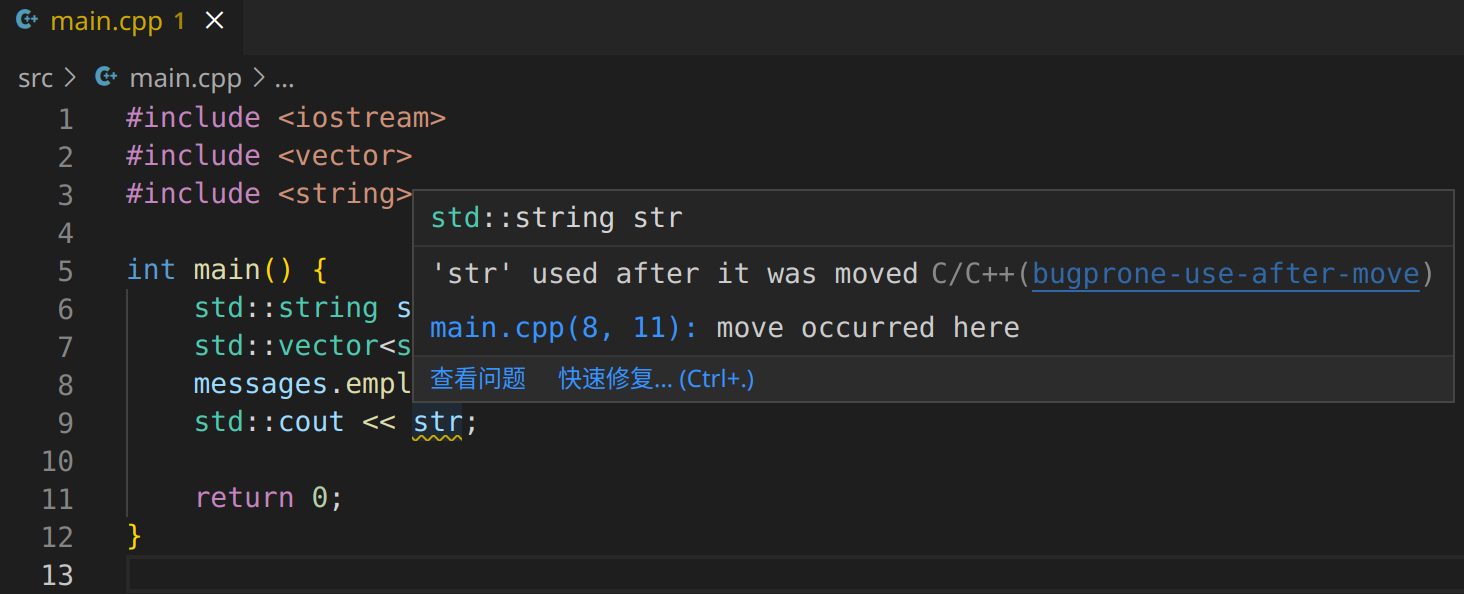 main.cpp 1
src > main.cpp > ...
1 #include <iostream>
2 #include <vector>
3 #include <string>
4
5 int main() {
6 std::string s
7 std::vector<s
8 messages.empl
9 std::cout << str;
10
11 return 0;
12 }
13
std::string str
'str' used after it was moved C/C++(bugprone-use-after-move)
main.cpp(8, 11): move occurred here
查看问题 快速修复... (Ctrl+.)